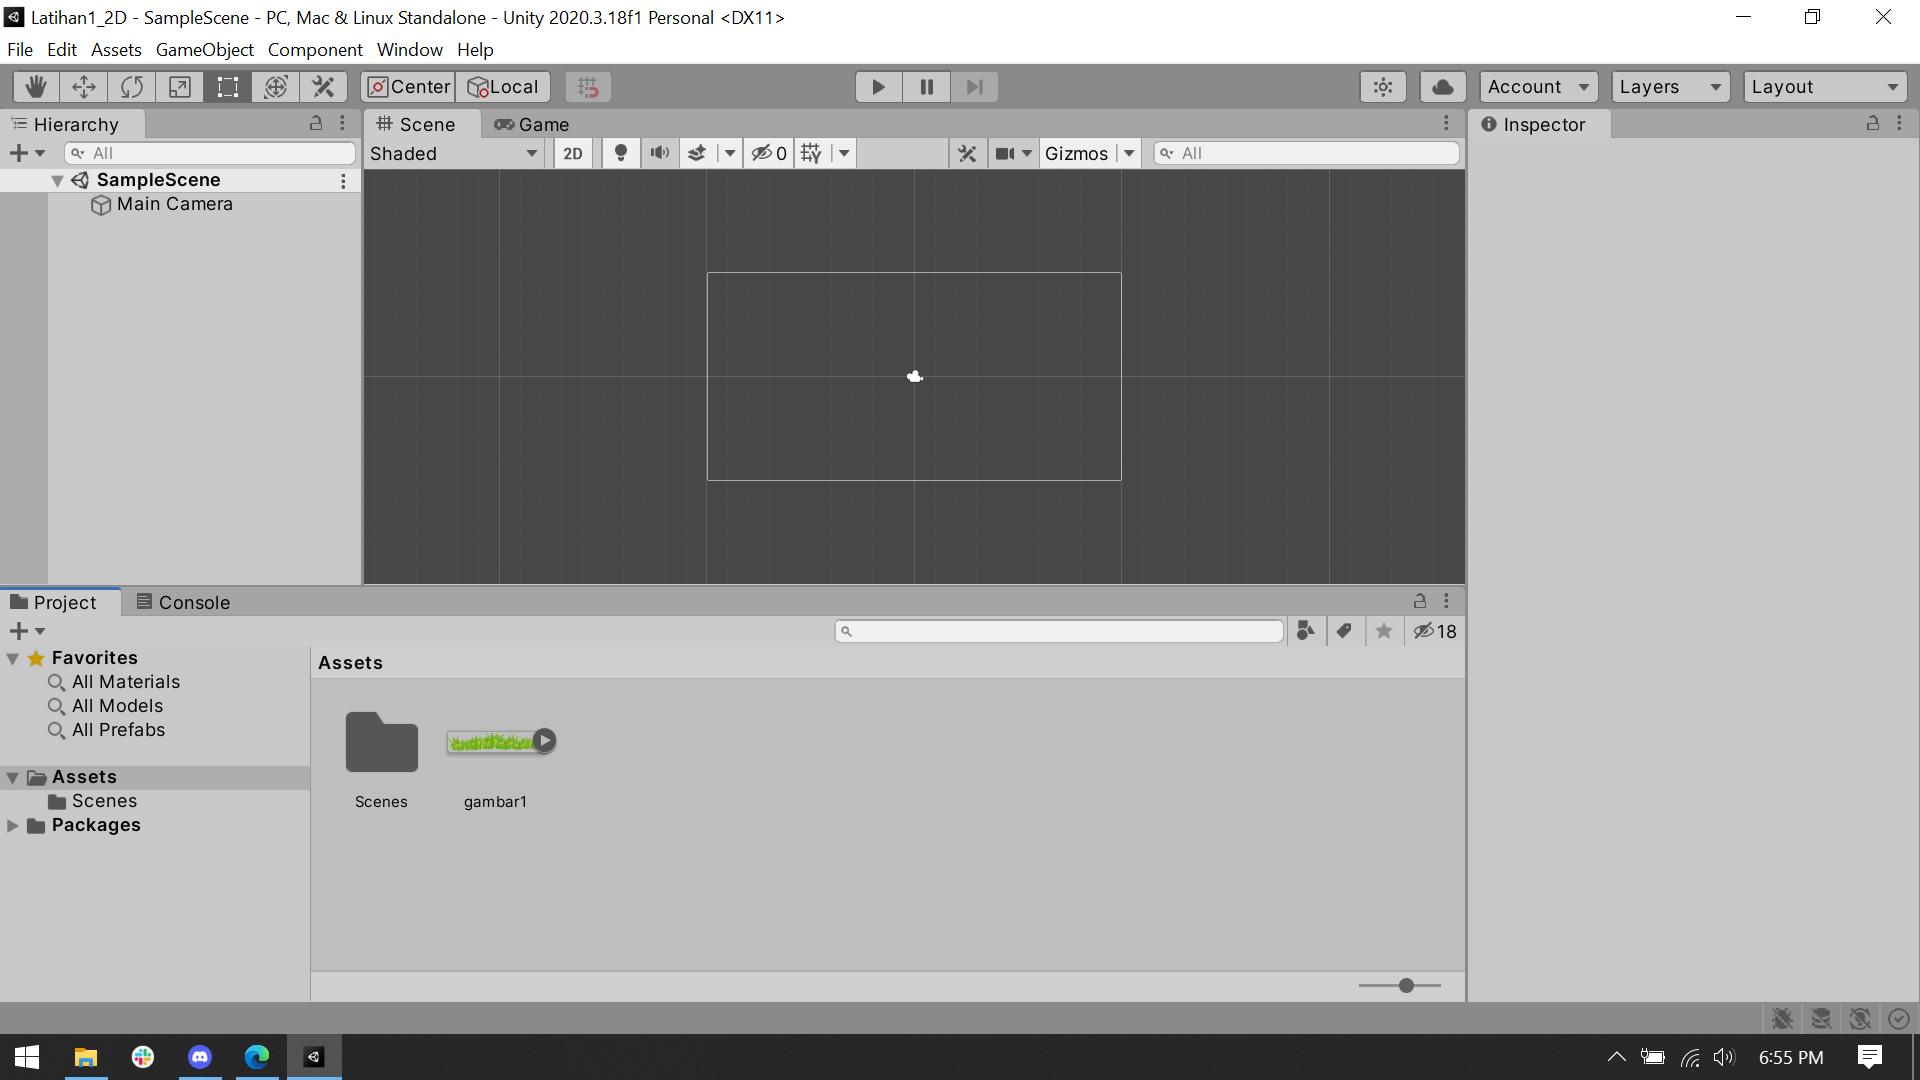 Latihan1_2D - SampleScene - PC, Mac & Linux Standalone - Unity 2020.3.18f1 Personal <DX11>
File Edit Assets GameObject Component Window Help
Center Local Account Layers Layout
Hierarchy
All
SampleScene
Main Camera
Scene Game
Shaded 2D 0 Gizmos All
Inspector
Project Console
18
Favorites
All Materials
All Models
All Prefabs
Assets
Scenes
Packages
Assets
Scenes gambar1
6:55 PM